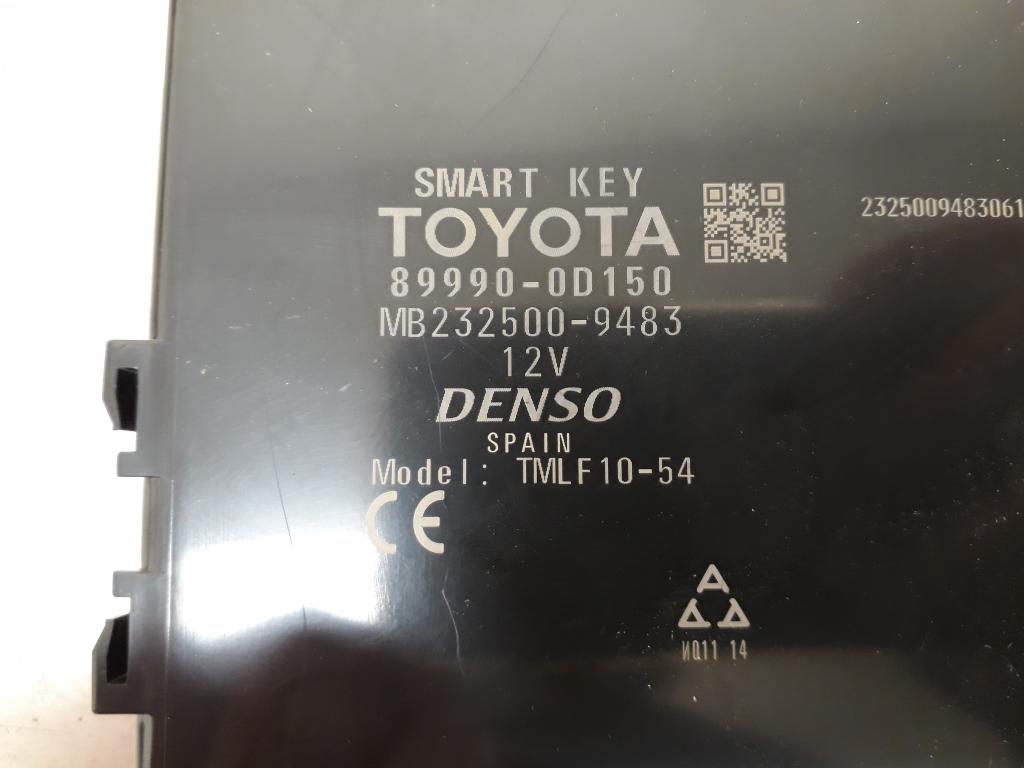 SMART KEY
TOYOTA
2325009483061
89990-0D150
MB232500-9483
12V
DENSO
SPAIN
Model: TMLF10-54
CE
ИQ11 14